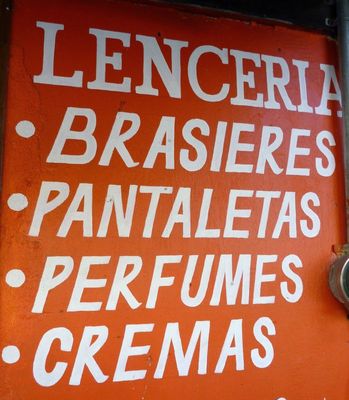 LENCERIA
• BRASIERES
• PANTALETAS
• PERFUMES
• CREMAS